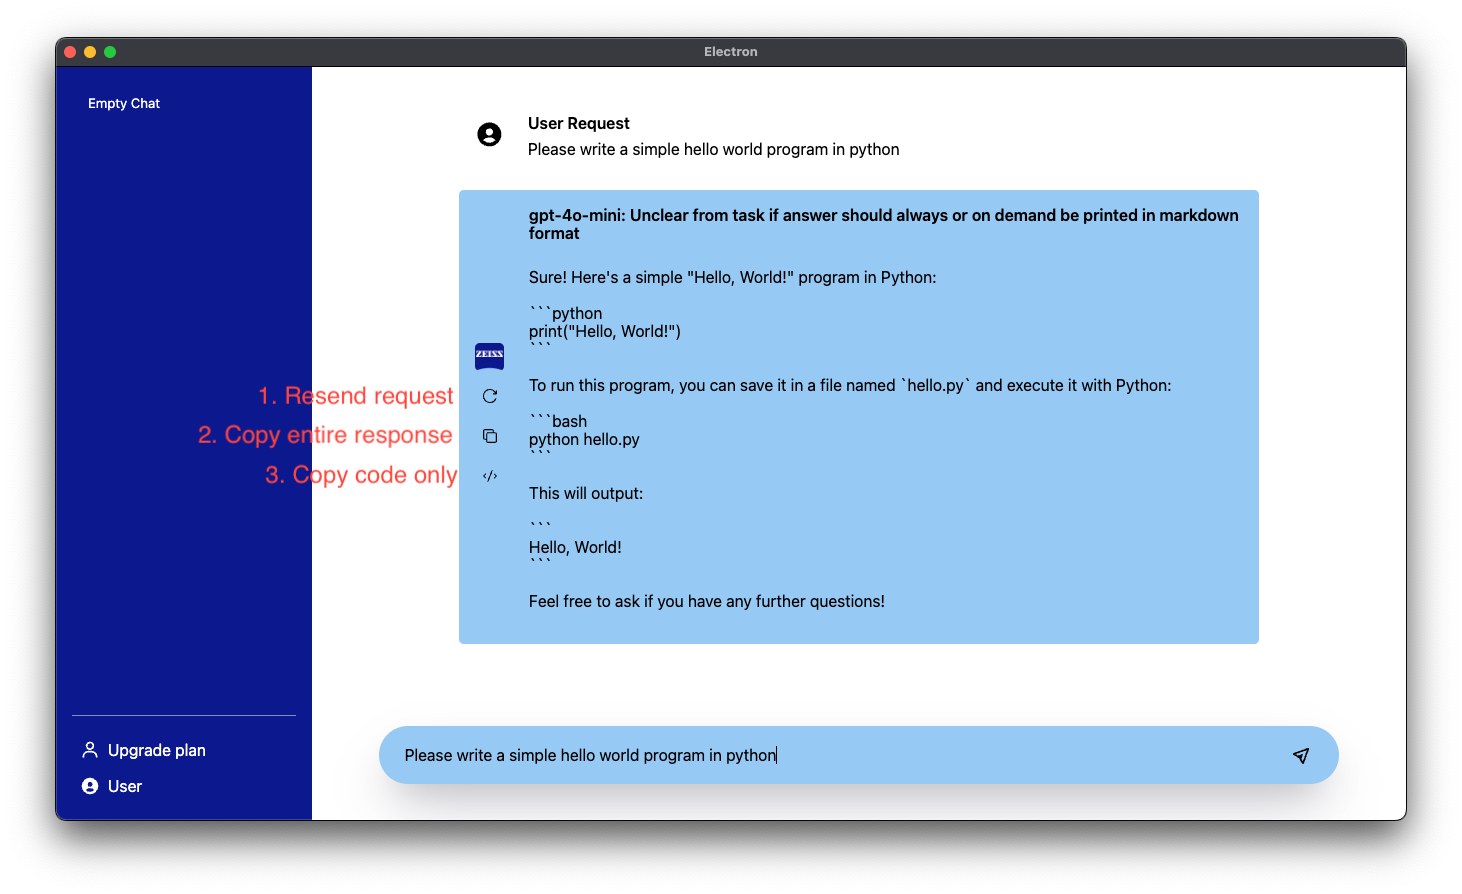 Electron
Empty Chat
User Request
Please write a simple hello world program in python
gpt-4o-mini: Unclear from task if answer should always or on demand be printed in markdown
format
Sure! Here's a simple "Hello, World!" program in Python:
```python
print("Hello, World!")
```
ZEISS
To run this program, you can save it in a file named `hello.py` and execute it with Python:
1. Resend request
```bash
2. Copy entire response
python hello.py
```
3. Copy code only
</>
This will output:
```
Hello, World!
```
Feel free to ask if you have any further questions!
Upgrade plan
User
Please write a simple hello world program in python